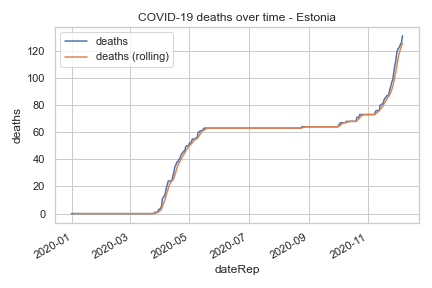 COVID-19 deaths over time - Estonia
deaths
deaths (rolling)
120
100
80
60
40
20
0
deaths
2020-01
2020-03
2020-05
2020-07
2020-09
2020-11
dateRep